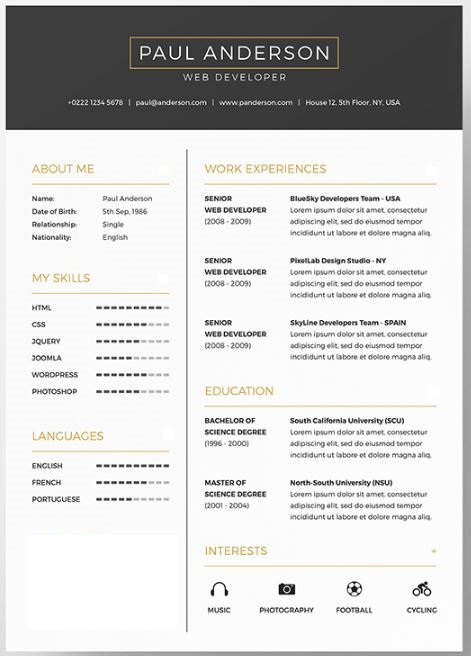 PAUL ANDERSON
WEB DEVELOPER
+0222 1234 5678 | paul@anderson.com | www.panderson.com | House 12, 5th Floor, NY. USA
ABOUT ME
Name: Paul Anderson
Date of Birth: 5th Sep, 1986
Relationship: Single
Nationality: English
MY SKILLS
HTML
CSS
JQUERY
JOOMLA
WORDPRESS
PHOTOSHOP
LANGUAGES
ENGLISH
FRENCH
PORTUGUESE
WORK EXPERIENCES
SENIOR
WEB DEVELOPER
(2008 - 2009)
BlueSky Developers Team - USA
Lorem ipsum dolor sit amet, consectetur
adipiscing elit, sed do eiusmod tempor
incidunt ut labore et dolore magna aliq.
SENIOR
WEB DEVELOPER
(2008 - 2009)
PixelLab Design Studio - NY
Lorem ipsum dolor sit amet, consectetur
adipiscing elit, sed do eiusmod tempor
incidunt ut labore et dolore magna aliq.
SENIOR
WEB DEVELOPER
(2008 - 2009)
SkyLine Developers Team - SPAIN
Lorem ipsum dolor sit amet, consectetur
adipiscing elit, sed do eiusmod tempor
incidunt ut labore et dolore magna aliq.
EDUCATION
BACHELOR OF
SCIENCE DEGREE
(1996 - 2000)
South California University (SCU)
Lorem ipsum dolor sit amet, consectetur
adipiscing elit, sed do eiusmod tempor
incididunt ut labore et dolore magna aliq.
MASTER OF
SCIENCE DEGREE
(2001 - 2004)
North-South University (NSU)
Lorem ipsum dolor sit amet, consectetur
adipiscing elit, sed do eiusmod tempor
incididunt ut labore et dolore magna aliq.
INTERESTS +
MUSIC PHOTOGRAPHY FOOTBALL CYCLING